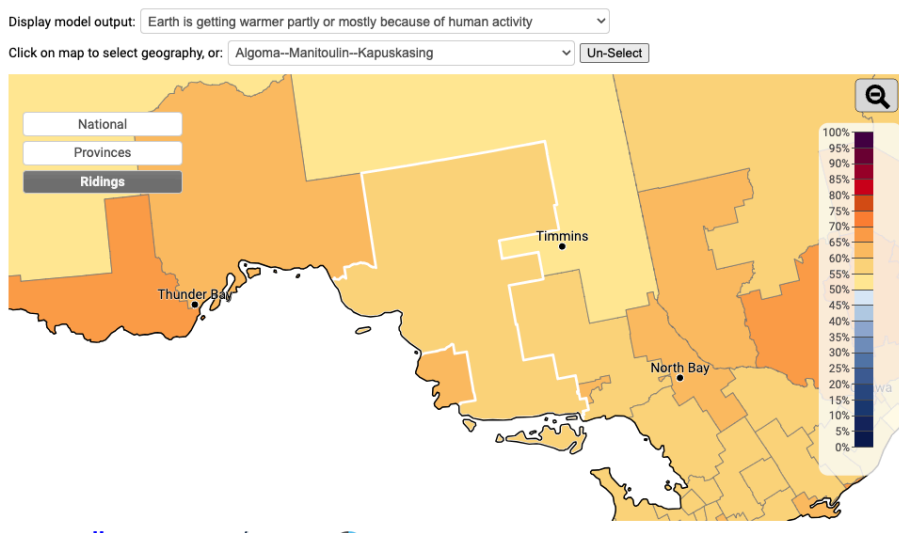 Display model output: Earth is getting warmer partly or mostly because of human activity
Click on map to select geography, or: Algoma--Manitoulin--Kapuskasing Un-Select
National
Provinces
Ridings
100%
95%
90%
85%
80%
75%
70%
65%
60%
55%
50%
45%
40%
35%
30%
25%
20%
15%
10%
5%
0%
Timmins
Thunder Bay
North Bay